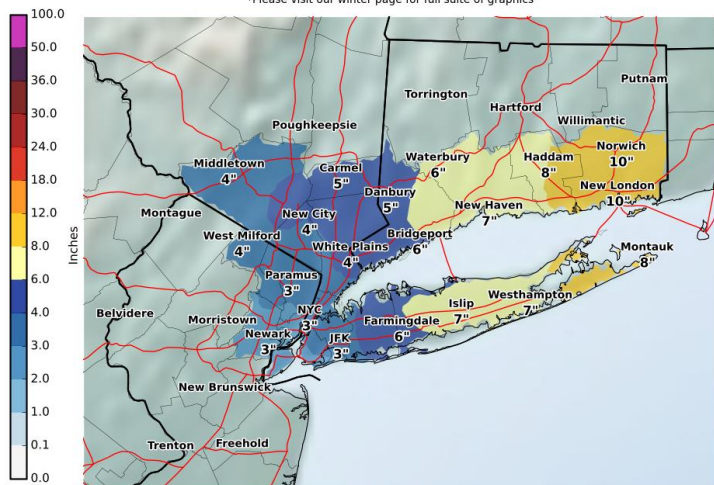 *Please visit our winter page for full suite of graphics
100.0
50.0
36.0
30.0
24.0
18.0
12.0
8.0
6.0
4.0
3.0
2.0
1.0
0.1
0.0
Inches
Putnam
Torrington
Hartford
Willimantic
Poughkeepsie
Norwich
10"
Waterbury
6"
Haddam
8"
Middletown
4"
Carmel
5"
Danbury
5"
New London
10"
Montague
New City
4"
New Haven
7"
West Milford
4"
White Plains
4"
Bridgeport
6"
Montauk
8"
Paramus
3"
Westhampton
7"
Islip
7"
Belvidere
Morristown
NYC
3"
Farmingdale
6"
Newark
3"
JFK
3"
New Brunswick
Trenton
Freehold